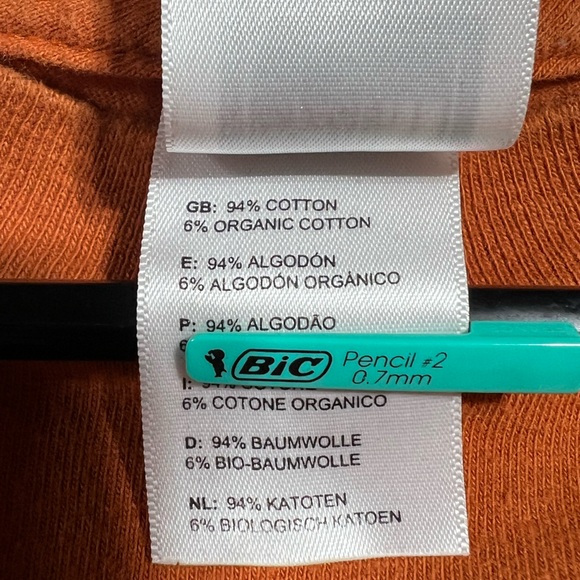 GB: 94% COTTON
6% ORGANIC COTTON
E: 94% ALGODÓN
6% ALGODÓN ORGÁNICO
P: 94% ALGODÃO
BiC Pencil #2
0.7mm
6% COTONE ORGANICO
D: 94% BAUMWOLLE
6% BIO-BAUMWOLLE
NL: 94% KATOTEN
6% BIOLOGISCH KATOEN